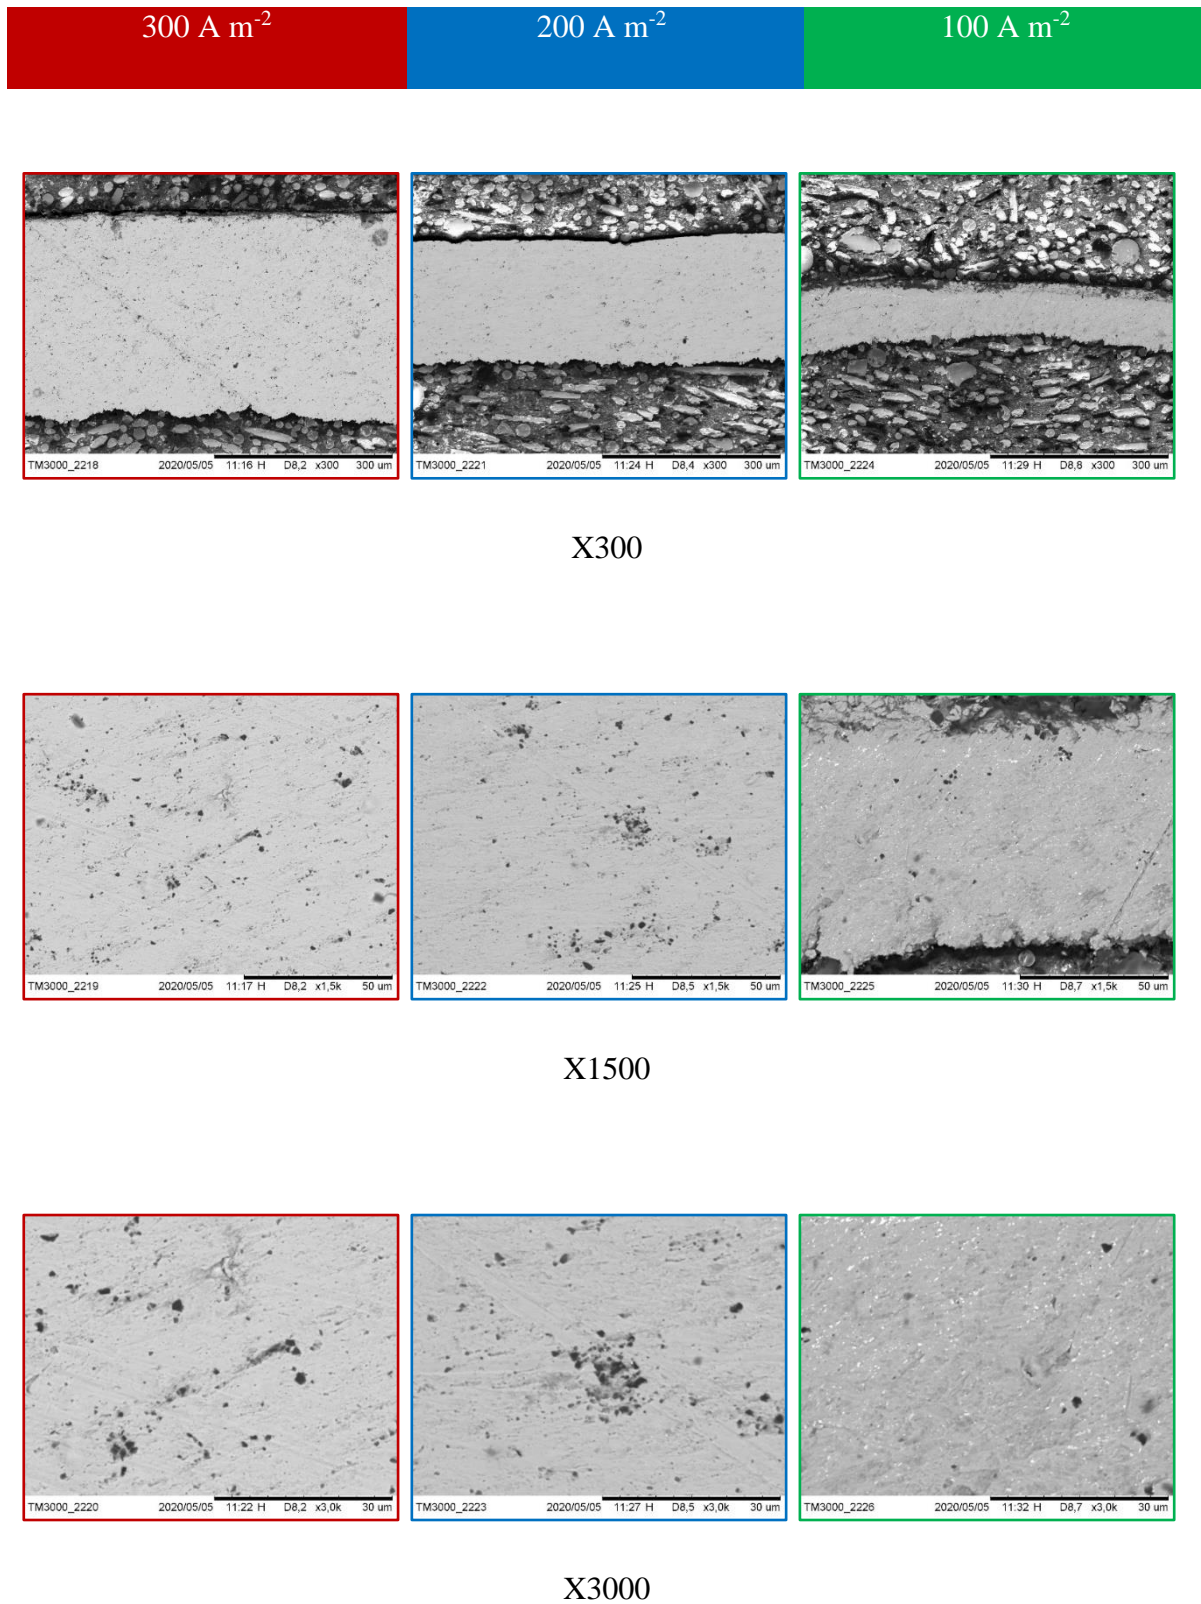 300 A m⁻² 200 A m⁻² 100 A m⁻²
TM3000_2218 2020/05/05 11:16 H D8,2 x300 300 um
TM3000_2221 2020/05/05 11:24 H D8,4 x300 300 um
TM3000_2224 2020/05/05 11:29 H D8,8 x300 300 um
X300
TM3000_2219 2020/05/05 11:17 H D8,2 x1,5k 50 um
TM3000_2222 2020/05/05 11:25 H D8,5 x1,5k 50 um
TM3000_2225 2020/05/05 11:30 H D8,7 x1,5k 50 um
X1500
TM3000_2220 2020/05/05 11:22 H D8,2 x3,0k 30 um
TM3000_2223 2020/05/05 11:27 H D8,5 x3,0k 30 um
TM3000_2226 2020/05/05 11:32 H D8,7 x3,0k 30 um
X3000